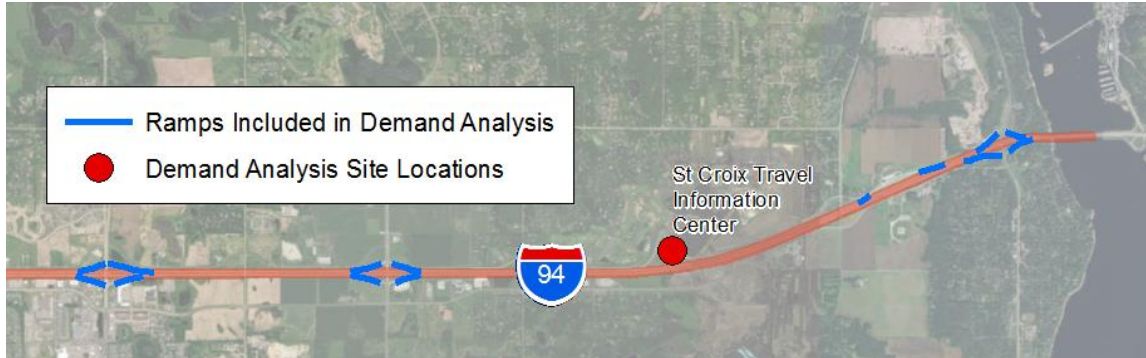 Ramps Included in Demand Analysis
Demand Analysis Site Locations
St Croix Travel
Information
Center
94